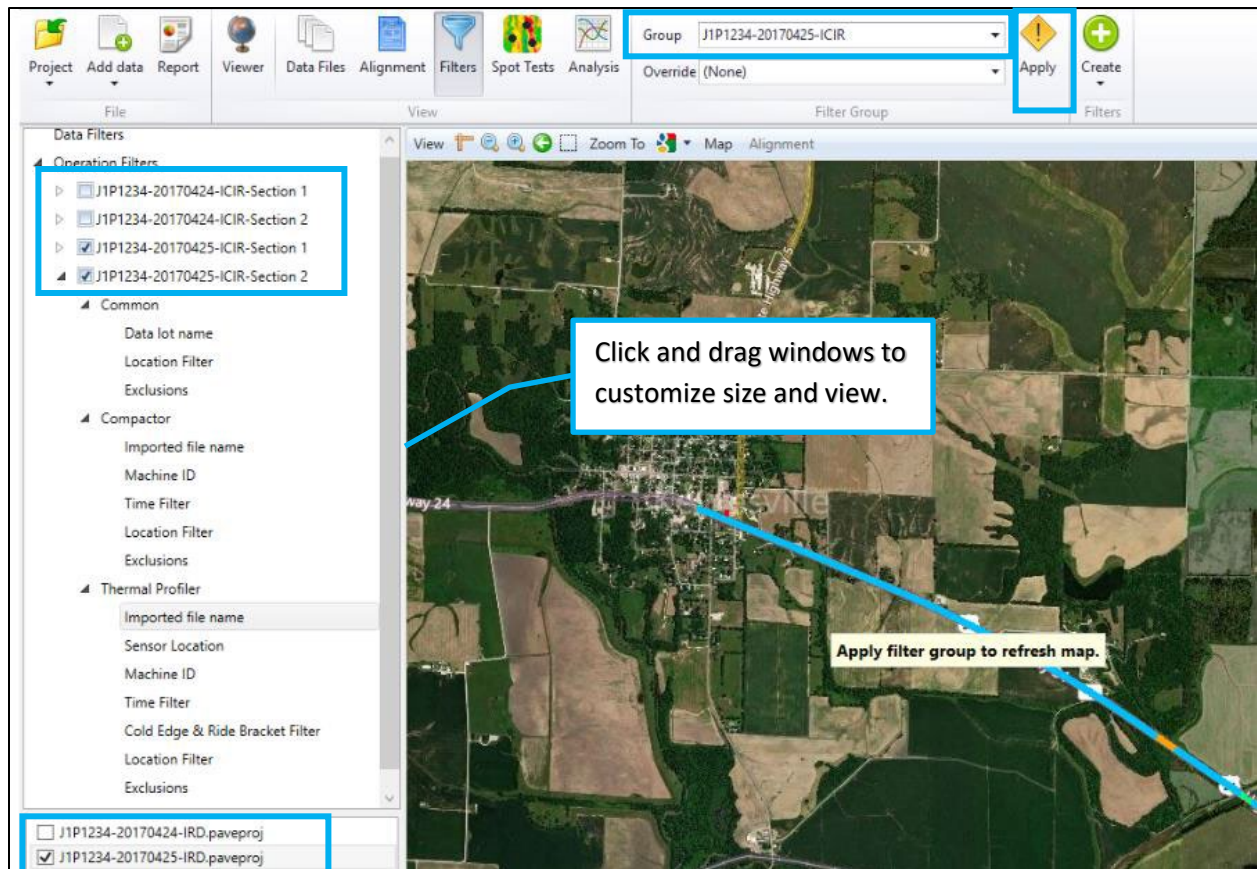 Project
Add data
Report
Viewer
Data Files
Alignment
Filters
Spot Tests
Analysis
Group
J1P1234-20170425-ICIR
Override
(None)
Apply
Create
File
View
Filter Group
Filters
Data Filters
Operation Filters
J1P1234-20170424-ICIR-Section 1
J1P1234-20170424-ICIR-Section 2
J1P1234-20170425-ICIR-Section 1
J1P1234-20170425-ICIR-Section 2
Common
Data lot name
Location Filter
Exclusions
Compactor
Imported file name
Machine ID
Time Filter
Location Filter
Exclusions
Thermal Profiler
Imported file name
Sensor Location
Machine ID
Time Filter
Cold Edge & Ride Bracket Filter
Location Filter
Exclusions
J1P1234-20170424-IRD.paveproj
J1P1234-20170425-IRD.paveproj
View
Zoom To
Map
Alignment
Highway 5
Click and drag windows to
customize size and view.
way 24
sville
Apply filter group to refresh map.